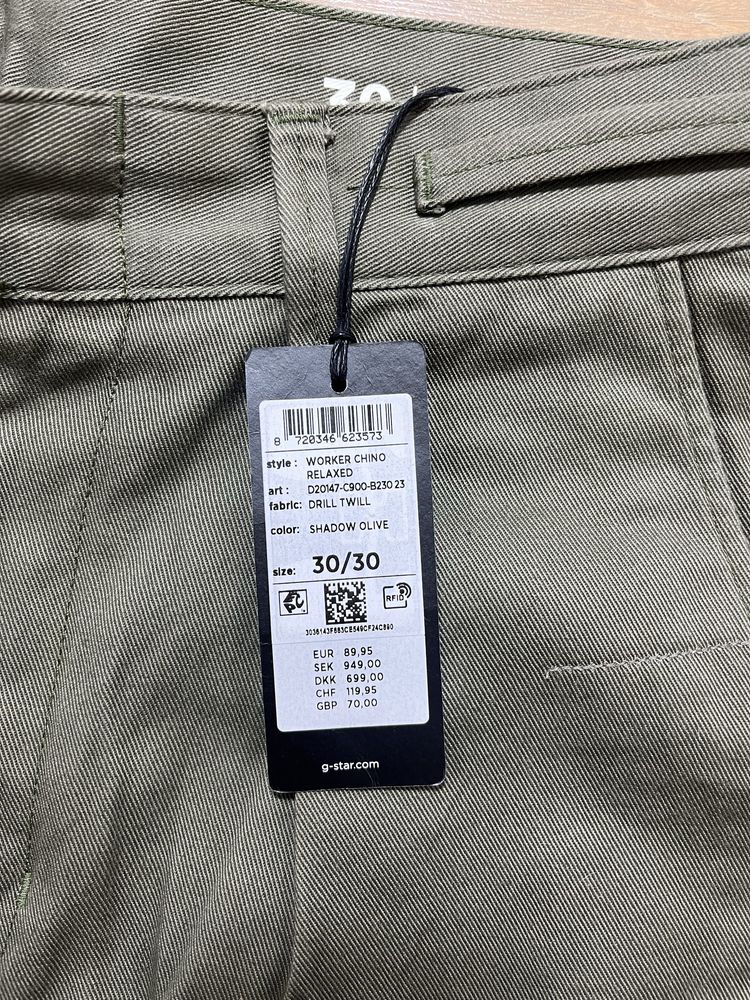 30
8 720346 623573
style : WORKER CHINO
RELAXED
art : D20147-C900-B230 23
fabric: DRILL TWILL
color: SHADOW OLIVE
size: 30/30
RFID
3036143F883CE549CF24C890
EUR 89,95
SEK 949,00
DKK 699,00
CHF 119,95
GBP 70,00
g-star.com